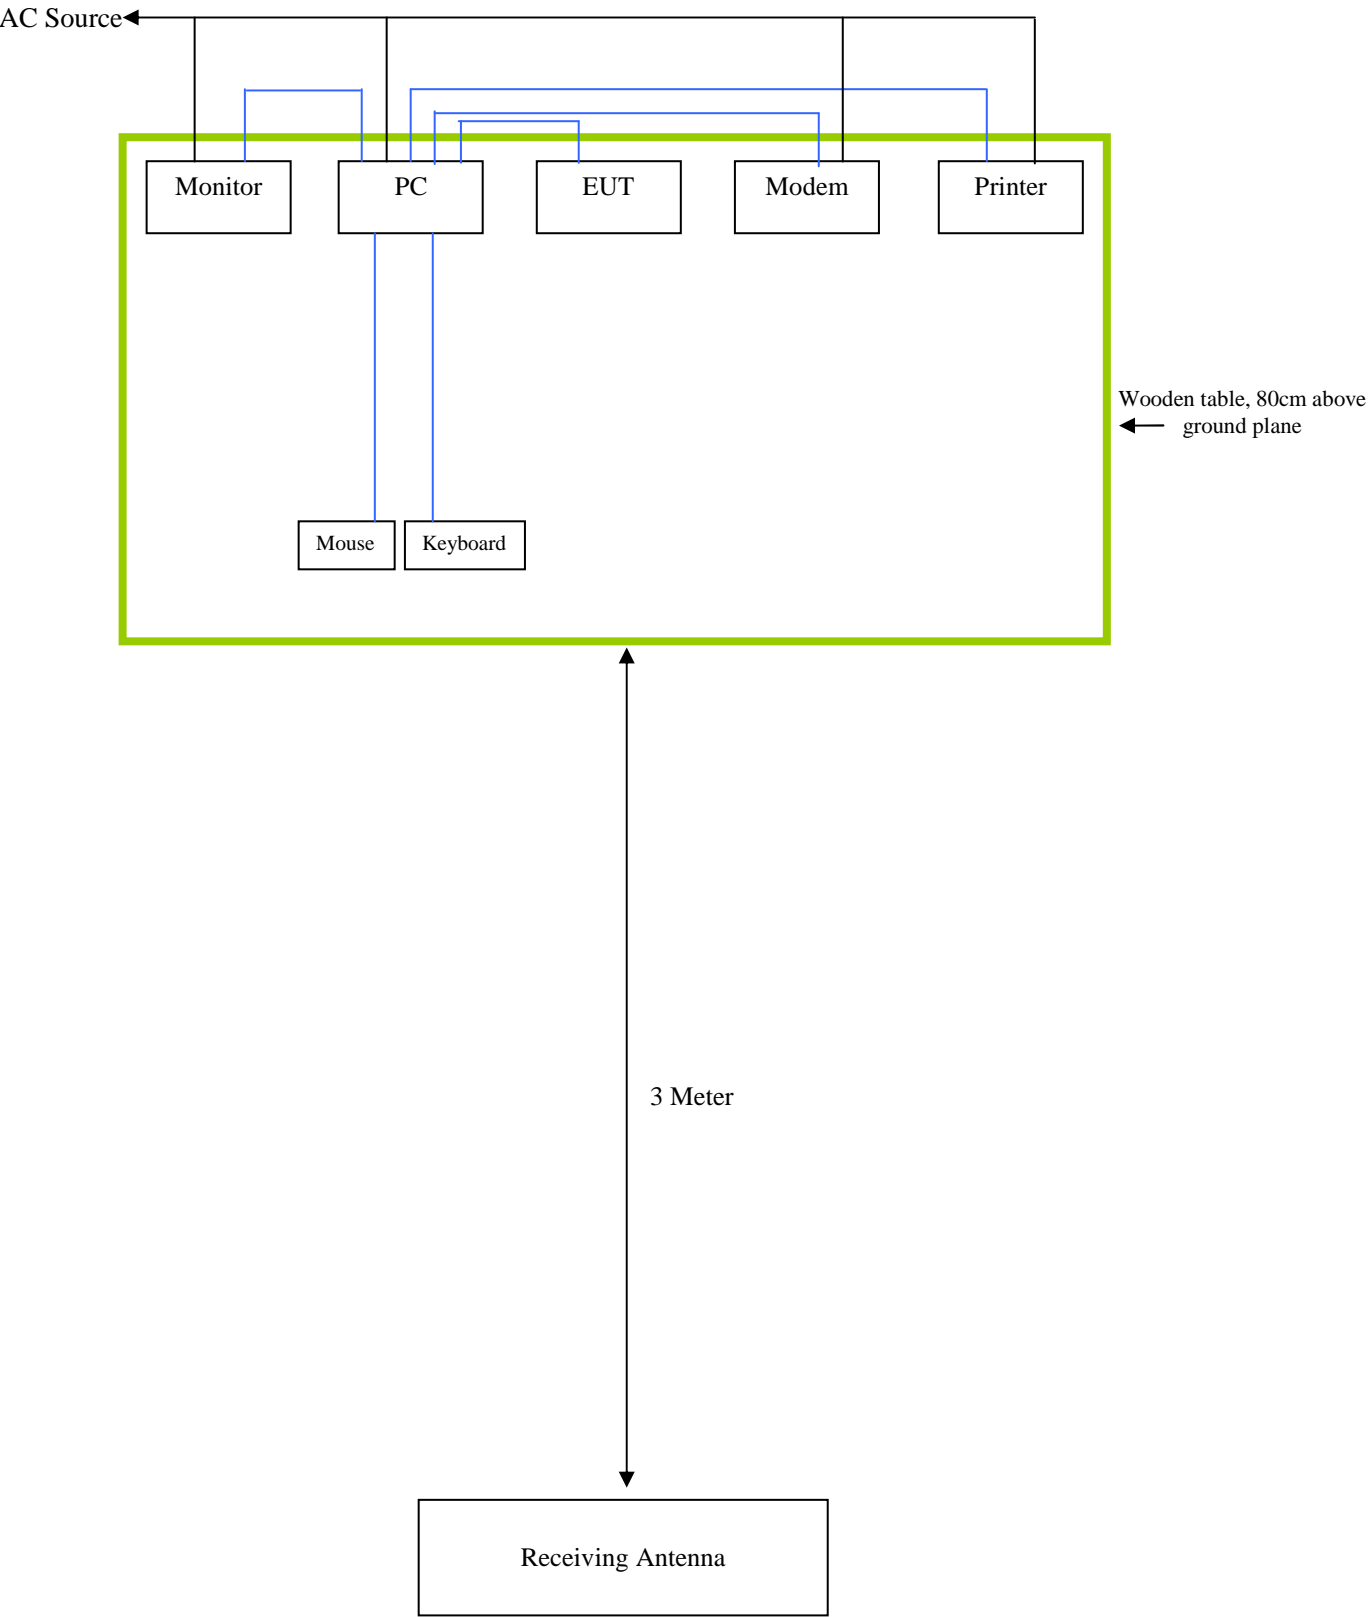 AC Source
Monitor
PC
EUT
Modem
Printer
Wooden table, 80cm above
ground plane
Mouse
Keyboard
3 Meter
Receiving Antenna